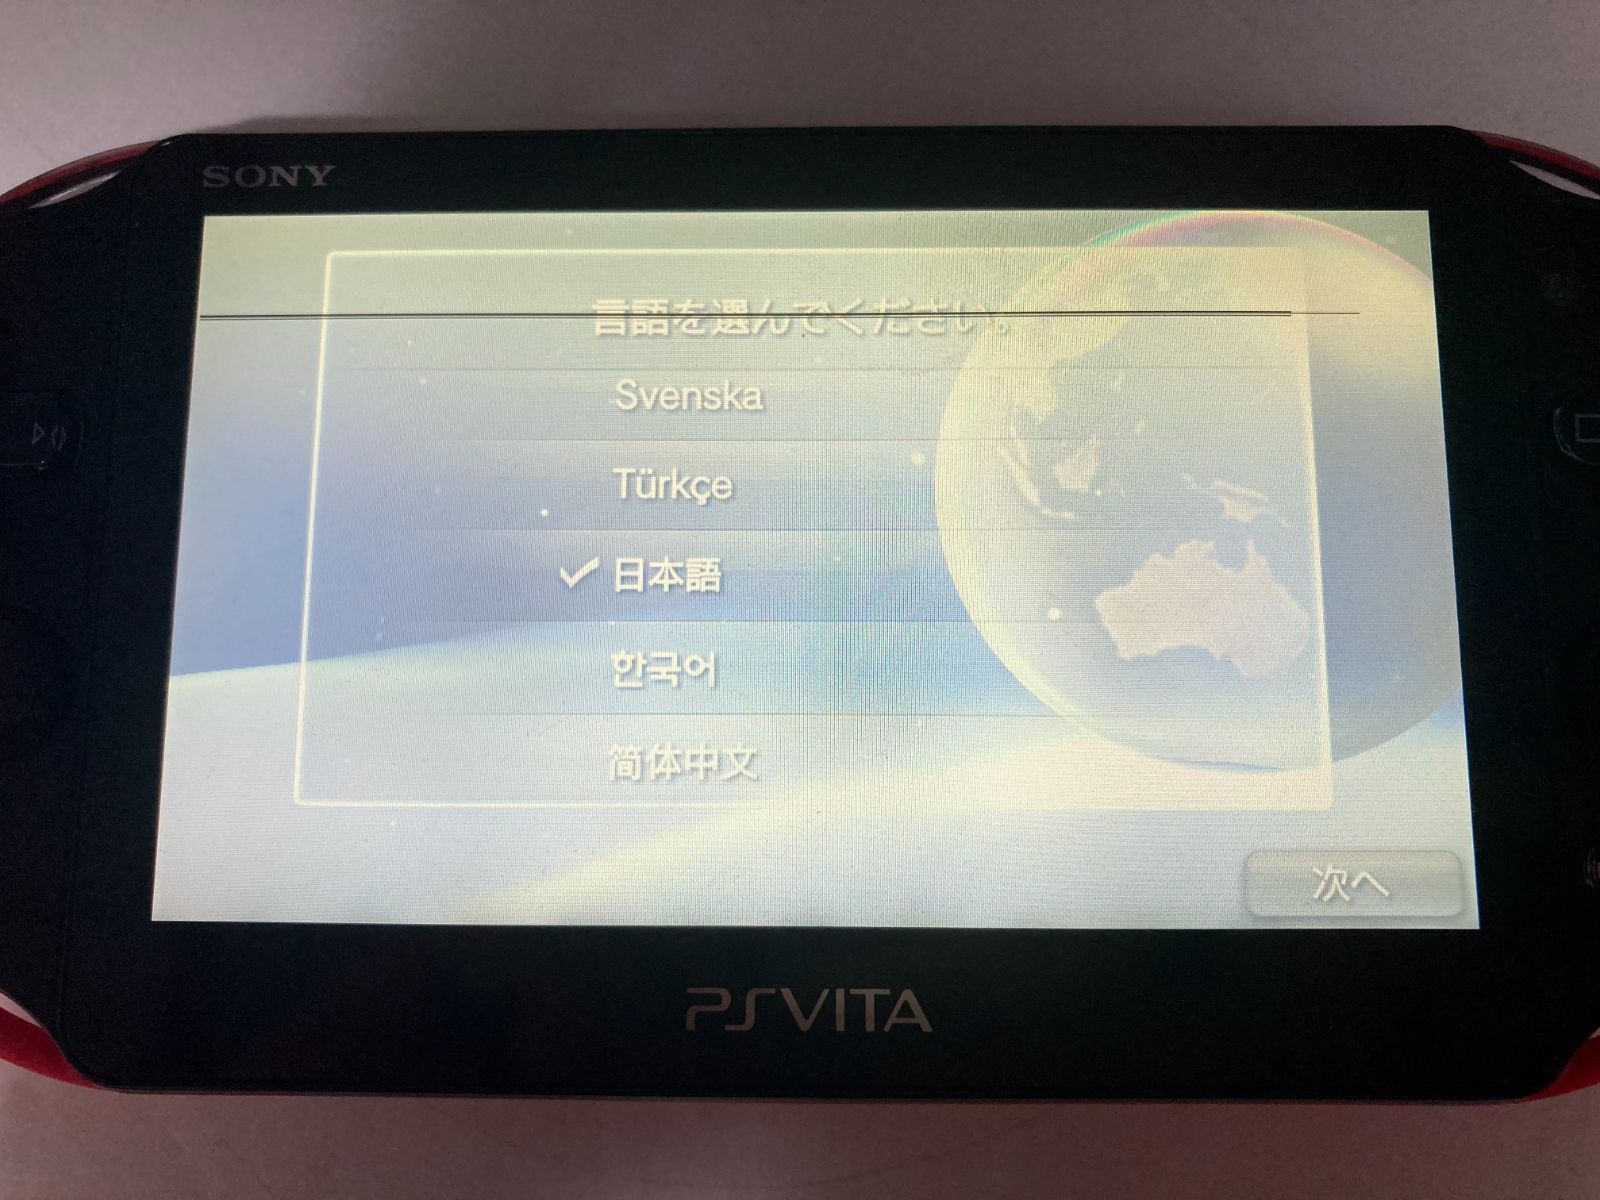 SONY
言語を選んでください。
Svenska
Türkçe
日本語
한국어
简体中文
次へ
PSVITA